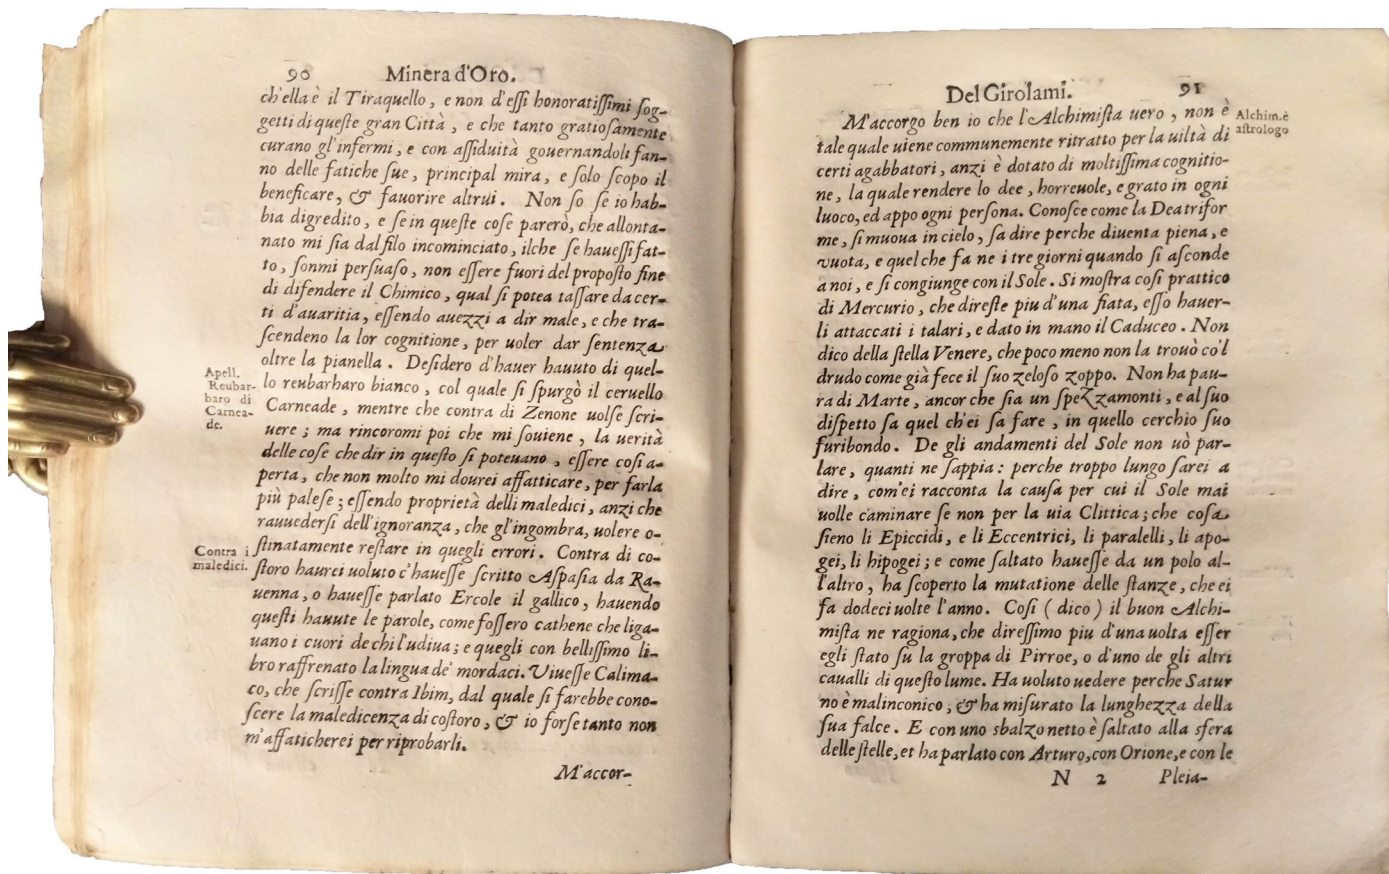 90 Minera d'Oro.
ch'ella è il Tiraquello, e non d'eſſi honoratiſſimi ſog-
getti di queſte gran Città, e che tanto gratioſamente
curano gl'infermi, e con aſſiduità gouernandoli fan-
no delle fatiche ſue, principal mira, e ſolo ſcopo il
beneficare, & fauorire altrui. Non ſo ſe io hab-
bia digredito, e ſe in queſte coſe parerò, che allonta-
nato mi ſia dal filo incominciato, ilche ſe haueſſi fat-
to, ſonmi perſuaſo, non eſſere fuori del propoſto fine
di difendere il Chimico, qual ſi potea taſſare da cer-
ti d'auaritia, eſſendo auezzi a dir male, e che tra-
ſcendeno la lor cognitione, per uoler dar ſentenza
oltre la pianella. Deſidero d'hauer hauuto di quel-
lo reubarharo bianco, col quale ſi ſpurgò il ceruello
Carneade, mentre che contra di Zenone uolſe ſcri-
uere; ma rincoromi poi che mi ſouiene, la uerità
delle coſe che dir in queſto ſi poteuano, eſſere coſi a-
perta, che non molto mi dourei affatticare, per farla
più paleſe; eſſendo proprietà delli maledici, anzi che
rauuederſi dell'ignoranza, che gl'ingombra, uolere o-
ſtinatamente reſtare in quegli errori. Contra di co-
ſtoro haurei uoluto c'haueſſe ſcritto Aſpaſia da Ra-
uenna, o haueſſe parlato Ercole il gallico, hauendo
queſti hauute le parole, come foſſero cathene che liga-
uano i cuori de chi l'udiua; e quegli con belliſſimo li-
bro raffrenato la lingua de' mordaci. Viueſſe Calima-
co, che ſcriſſe contra Ibim, dal quale ſi farebbe cono-
ſcere la maledicenza di coſtoro, & io forſe tanto non
m'affaticherei per riprobarli.
M'accor-
Apell.
Reubar-
baro di
Carnea-
de.
Contra i
maledici.
Del Girolami. 91
M'accorgo ben io che l'Alchimiſta uero, non è
tale quale uiene communemente ritratto per la uiltà di
certi agabbatori, anzi è dotato di moltiſſima cognitio-
ne, la quale rendere lo dee, horreuole, e grato in ogni
luoco, ed appo ogni perſona. Conoſce come la Dea trifor
me, ſi muoua in cielo, ſa dire perche diuenta piena, e
vuota, e quel che fa ne i tre giorni quando ſi aſconde
a noi, e ſi congiunge con il Sole. Si moſtra coſi prattico
di Mercurio, che direſte piu d'una fiata, eſſo hauer-
li attaccati i talari, e dato in mano il Caduceo. Non
dico della ſtella Venere, che poco meno non la trouò co'l
drudo come già fece il ſuo zeloſo zoppo. Non ha pau-
ra di Marte, ancor che ſia un ſpezzamonti, e al ſuo
diſpetto ſa quel ch'ei ſa fare, in quello cerchio ſuo
furibondo. De gli andamenti del Sole non uò par-
lare, quanti ne ſappia: perche troppo lungo ſarei a
dire, com'ei racconta la cauſa per cui il Sole mai
uolle caminare ſe non per la uia Clittica; che coſa
ſieno li Epiccidi, e li Eccentrici, li paralelli, li apo-
gei, li hipogei; e come ſaltato haueſſe da un polo al-
l'altro, ha ſcoperto la mutatione delle ſtanze, che ei
fa dodeci uolte l'anno. Coſi (dico) il buon Alchi-
miſta ne ragiona, che direſſimo piu d'una uolta eſſer
egli ſtato ſu la groppa di Pirroe, o d'uno de gli altri
caualli di queſto lume. Ha uoluto uedere perche Satur
no è malinconico, & ha miſurato la lunghezza della
ſua falce. E con uno sbalzo netto è ſaltato alla sfera
delle ſtelle, et ha parlato con Arturo, con Orione, e con le
N 2 Pleia-
Alchim. è
aſtrologo